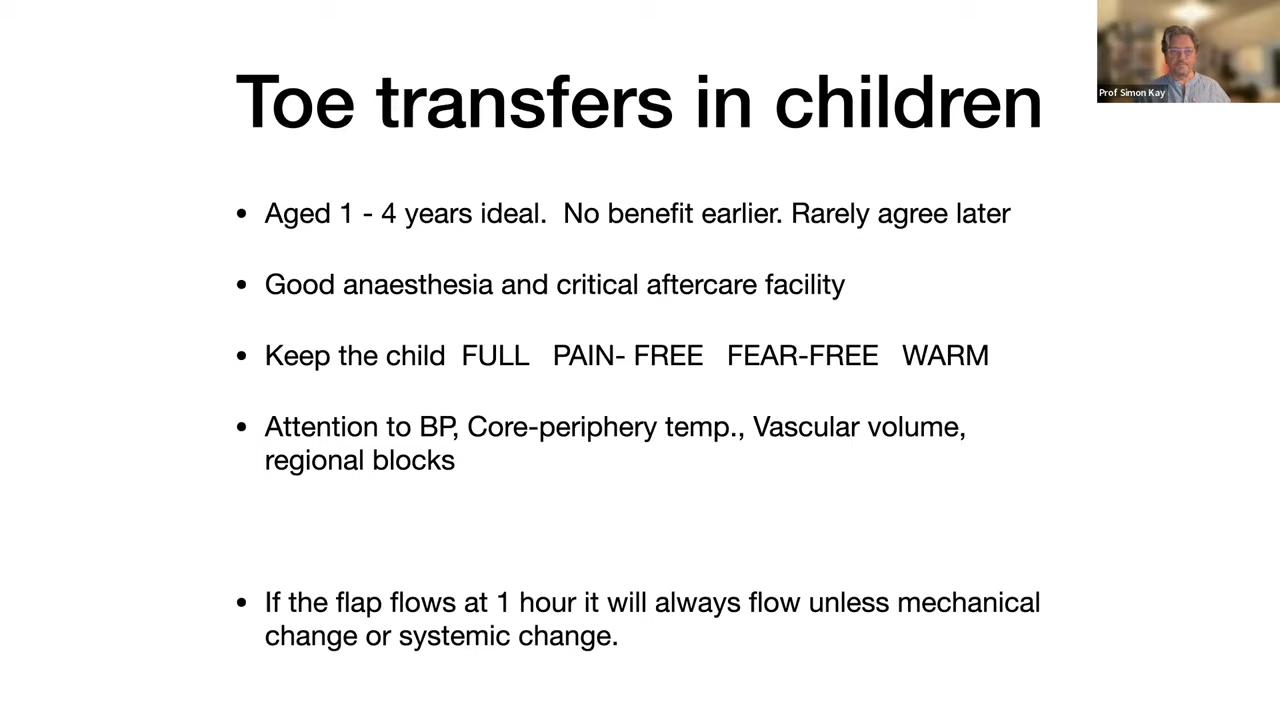 Toe transfers in children
Prof Simon Kay
• Aged 1 - 4 years ideal.  No benefit earlier. Rarely agree later
• Good anaesthesia and critical aftercare facility
• Keep the child  FULL   PAIN- FREE   FEAR-FREE   WARM
• Attention to BP, Core-periphery temp., Vascular volume,
regional blocks
• If the flap flows at 1 hour it will always flow unless mechanical
change or systemic change.